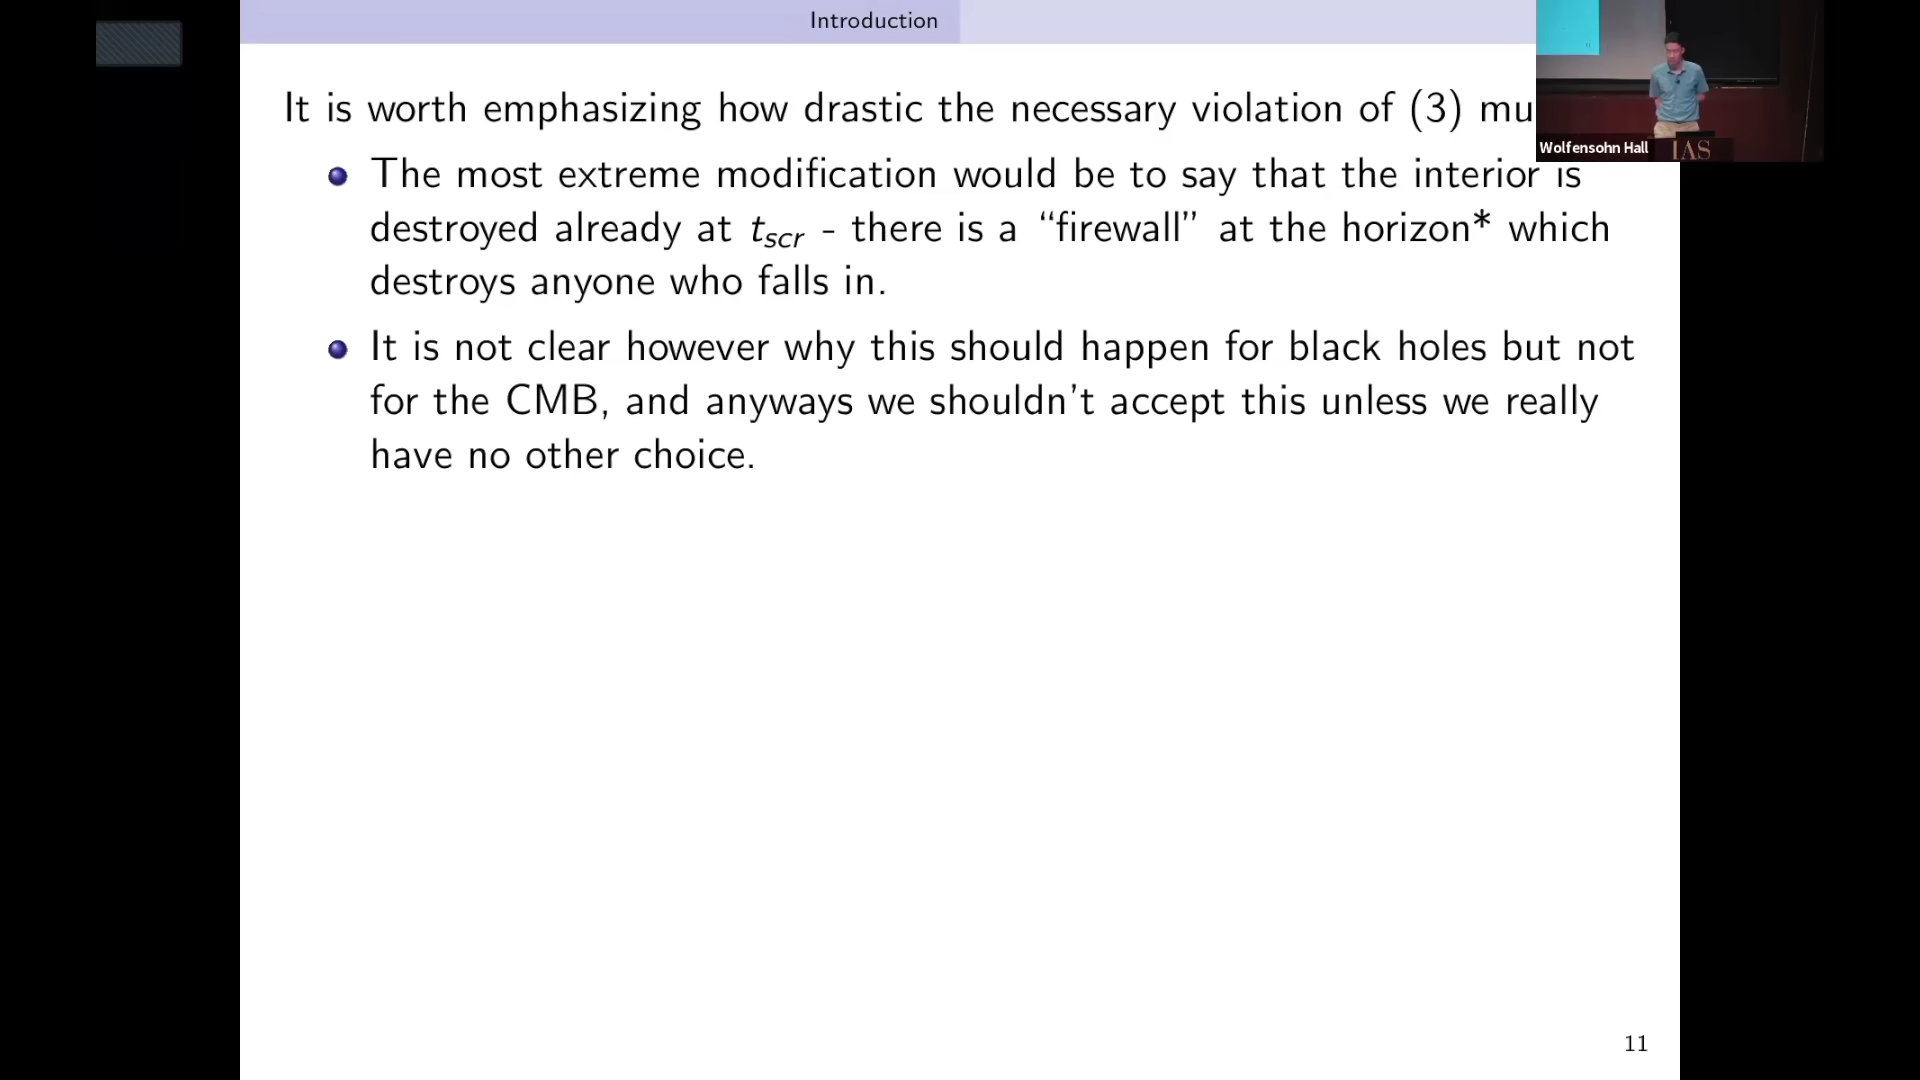 Introduction
It is worth emphasizing how drastic the necessary violation of (3)
• The most extreme modification would be to say that the interior is
destroyed already at tscr - there is a “firewall” at the horizon* which
destroys anyone who falls in.
• It is not clear however why this should happen for black holes but not
for the CMB, and anyways we shouldn’t accept this unless we really
have no other choice.
Wolfensohn Hall
IAS
11